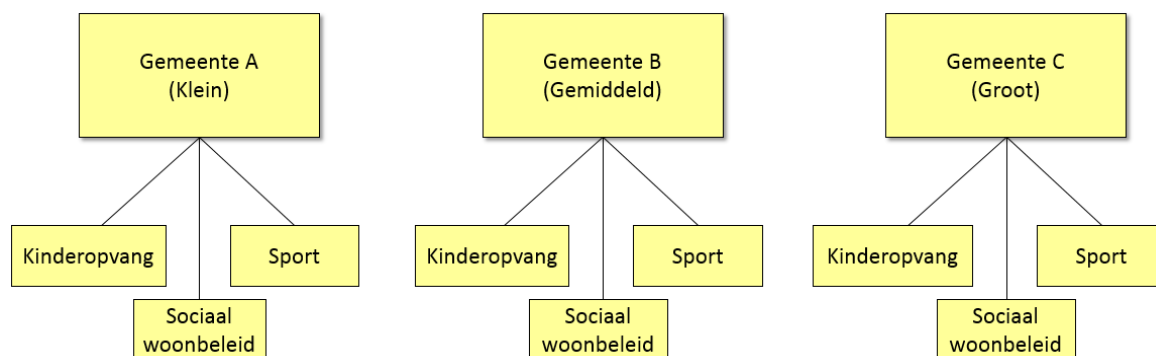 Gemeente A
(Klein)
Gemeente B
(Gemiddeld)
Gemeente C
(Groot)
Kinderopvang
Sport
Kinderopvang
Sport
Kinderopvang
Sport
Sociaal
woonbeleid
Sociaal
woonbeleid
Sociaal
woonbeleid